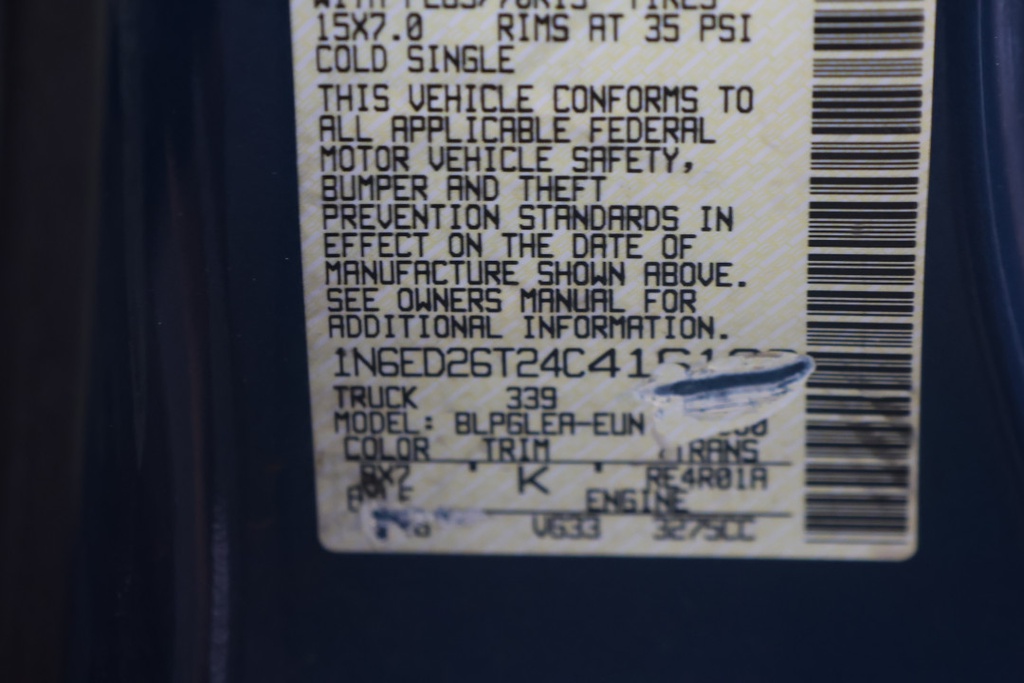 15X7.0 RIMS AT 35 PSI
COLD SINGLE
THIS VEHICLE CONFORMS TO
ALL APPLICABLE FEDERAL
MOTOR VEHICLE SAFETY,
BUMPER AND THEFT
PREVENTION STANDARDS IN
EFFECT ON THE DATE OF
MANUFACTURE SHOWN ABOVE.
SEE OWNERS MANUAL FOR
ADDITIONAL INFORMATION.
TRUCK 339
MODEL: BLPGLEA-EUN
COLOR TRIM TRANS
BX7 K RE4R01A
ENGINE
VG33 3275CC